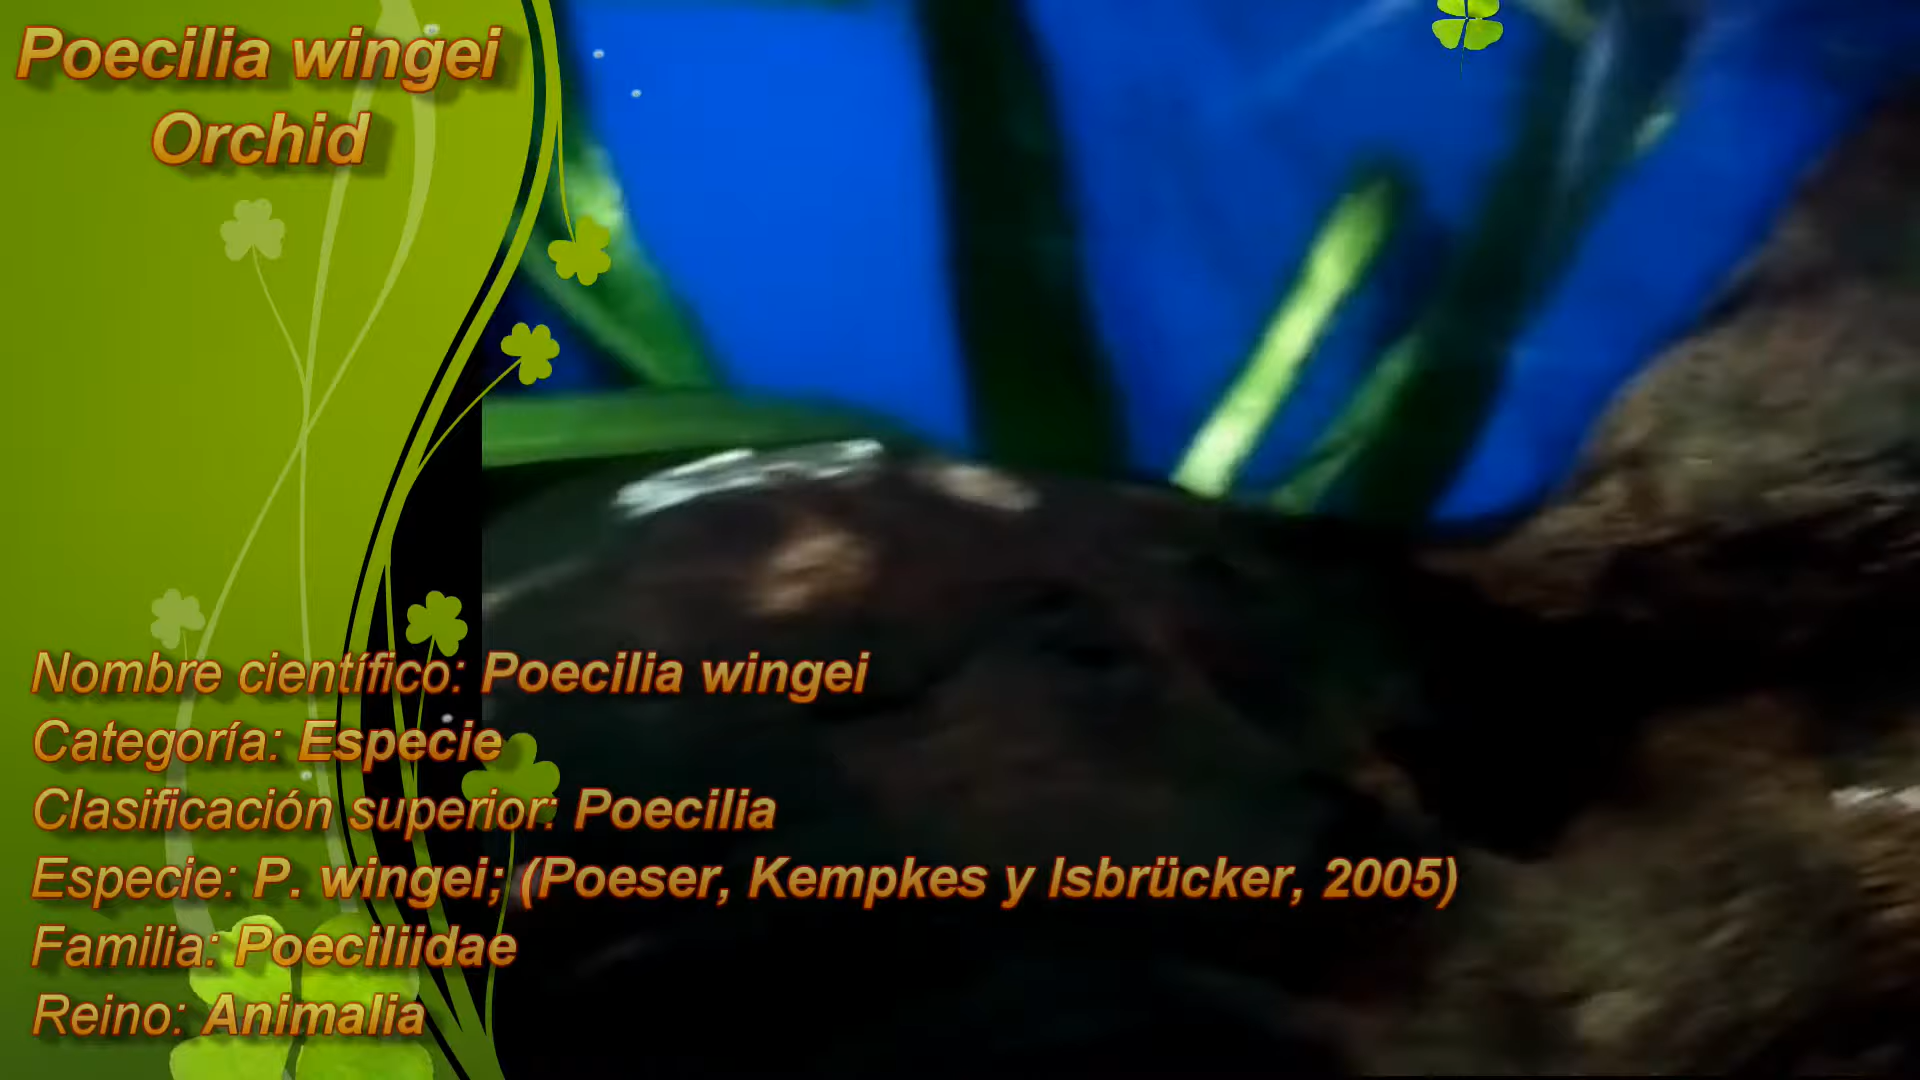 Poecilia wingei
Orchid
Nombre científico: Poecilia wingei
Categoría: Especie
Clasificación superior: Poecilia
Especie: P. wingei; (Poeser, Kempkes y Isbrücker, 2005)
Familia: Poeciliidae
Reino: Animalia